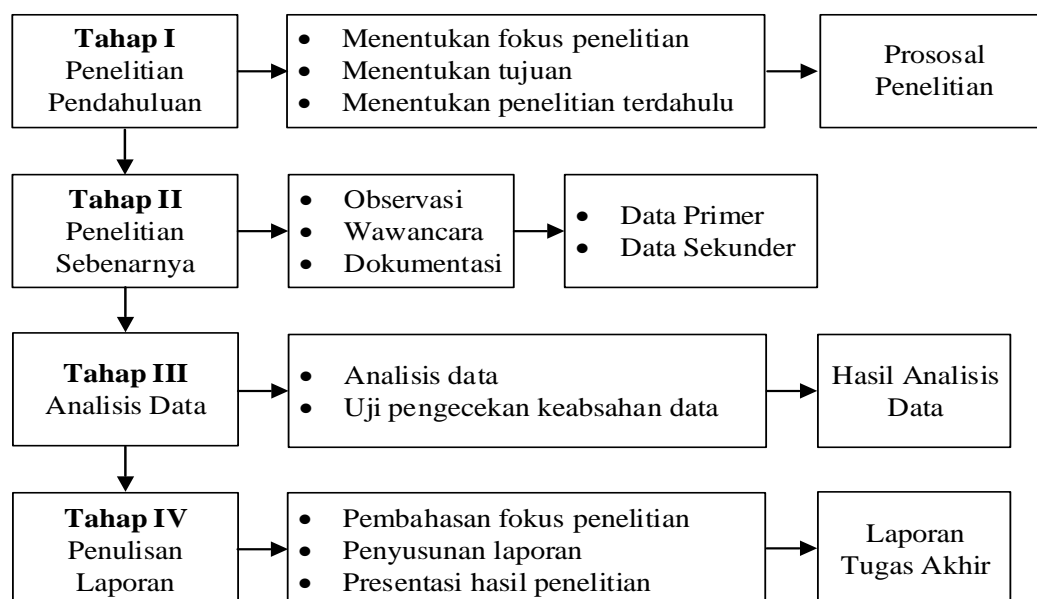 Tahap I
Penelitian
Pendahuluan
• Menentukan fokus penelitian
• Menentukan tujuan
• Menentukan penelitian terdahulu
Prososal
Penelitian
Tahap II
Penelitian
Sebenarnya
• Observasi
• Wawancara
• Dokumentasi
• Data Primer
• Data Sekunder
Tahap III
Analisis Data
• Analisis data
• Uji pengecekan keabsahan data
Hasil Analisis
Data
Tahap IV
Penulisan
Laporan
• Pembahasan fokus penelitian
• Penyusunan laporan
• Presentasi hasil penelitian
Laporan
Tugas Akhir